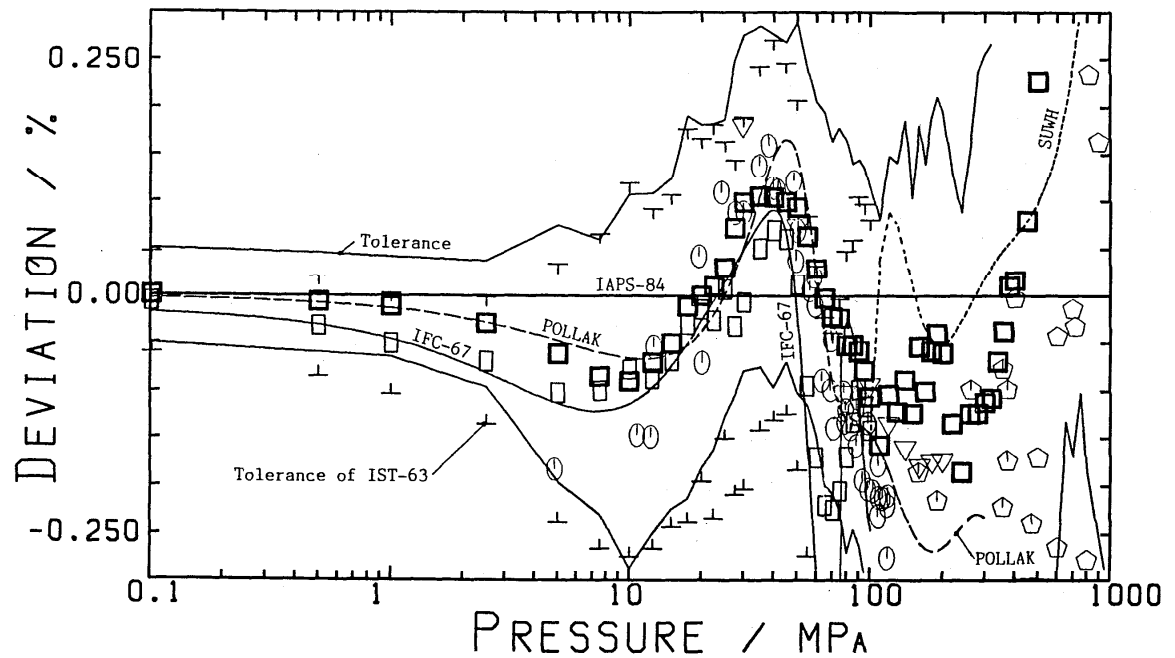 0.250
0.00
-0.250
DEVIATION / %
Tolerance
IAPS-84
SUWH
POLLAK
IFC-67
IFC-67
Tolerance of IST-63
POLLAK
0.1 1 10 100 1000
PRESSURE / MPA